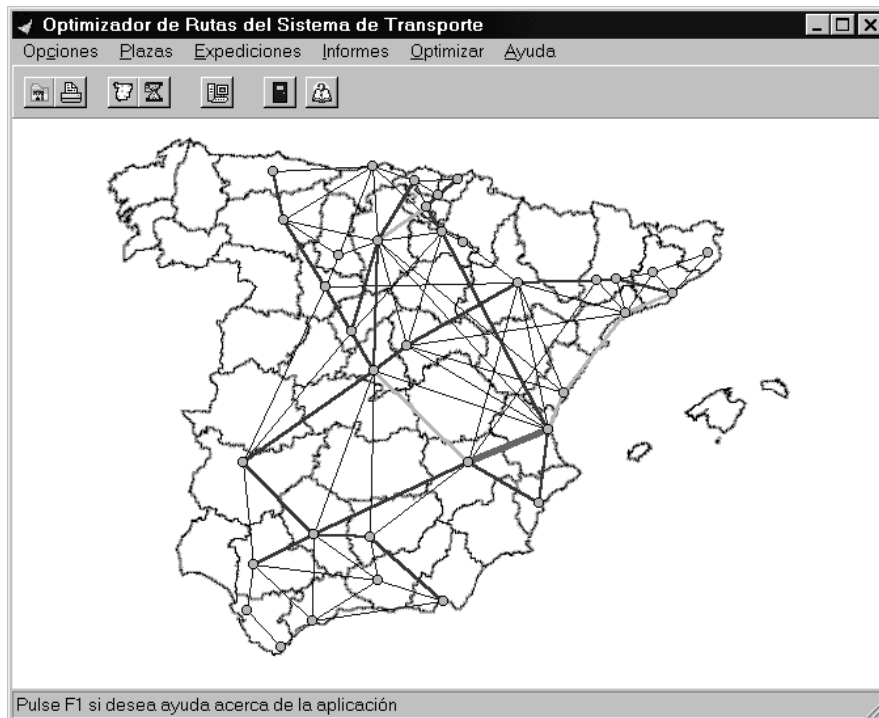 Optimizador de Rutas del Sistema de Transporte
Opciones Plazas Expediciones Informes Optimizar Ayuda
Pulse F1 si desea ayuda acerca de la aplicación